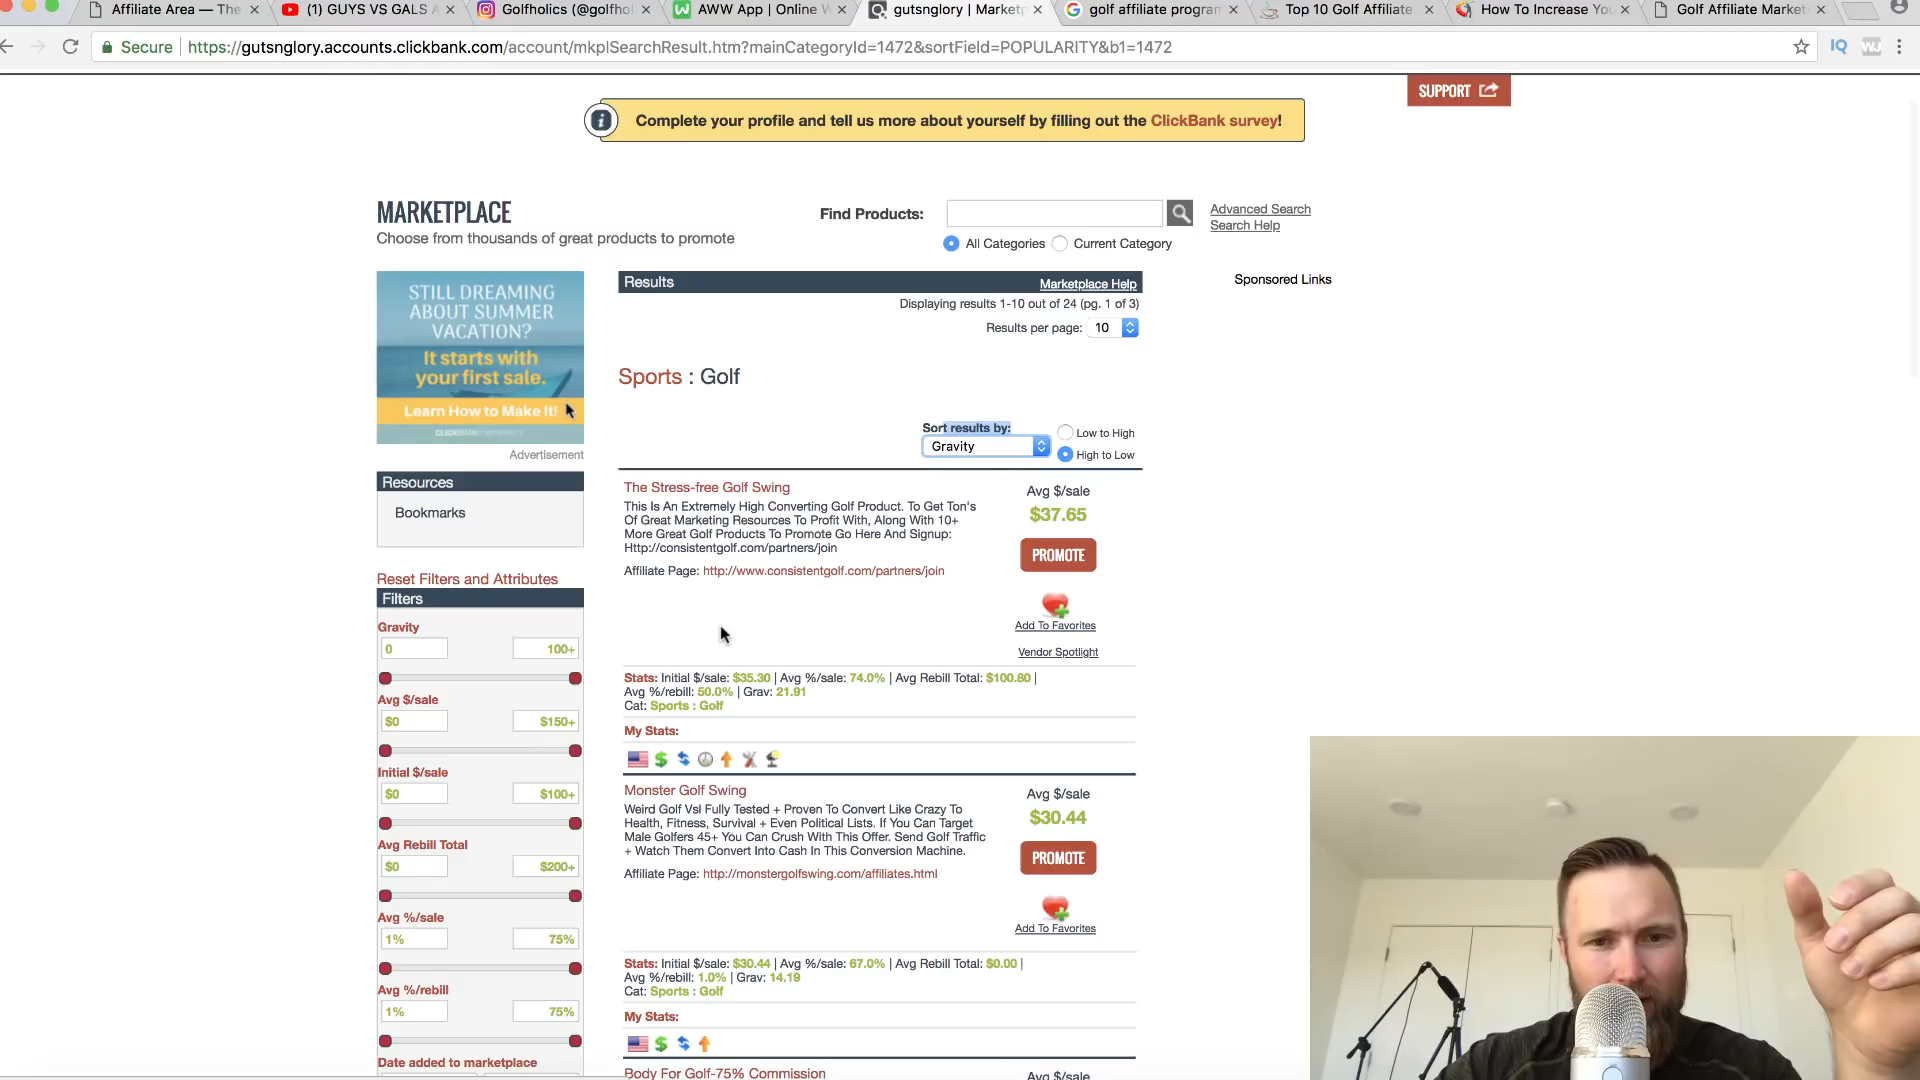 Affiliate Area — The
(1) GUYS VS GALS
Golfholics (@golfhol
AWW App | Online
gutsnglory | Marketp
golf affiliate program
Top 10 Golf Affiliate
How To Increase You
Golf Affiliate Market
Secure
https://gutsnglory.accounts.clickbank.com/account/mkplSearchResult.htm?mainCategoryId=1472&sortField=POPULARITY&b1=1472
IQ
SUPPORT
Complete your profile and tell us more about yourself by filling out the ClickBank survey!
MARKETPLACE
Choose from thousands of great products to promote
Find Products:
Advanced Search
Search Help
All Categories
Current Category
STILL DREAMING
ABOUT SUMMER
VACATION?
It starts with
your first sale.
Learn How to Make It!
Advertisement
Results
Marketplace Help
Displaying results 1-10 out of 24 (pg. 1 of 3)
Results per page: 10
Sponsored Links
Sports : Golf
Sort results by:
Gravity
Low to High
High to Low
Resources
Bookmarks
Reset Filters and Attributes
Filters
Gravity
0
100+
Avg $/sale
$0
$150+
Initial $/sale
$0
$100+
Avg Rebill Total
$0
$200+
Avg %/sale
1%
75%
Avg %/rebill
1%
75%
Date added to marketplace
The Stress-free Golf Swing
This Is An Extremely High Converting Golf Product. To Get Ton's
Of Great Marketing Resources To Profit With, Along With 10+
More Great Golf Products To Promote Go Here And Signup:
Http://consistentgolf.com/partners/join
Affiliate Page: http://www.consistentgolf.com/partners/join
Avg $/sale
$37.65
PROMOTE
Add To Favorites
Vendor Spotlight
Stats: Initial $/sale: $35.30 | Avg %/sale: 74.0% | Avg Rebill Total: $100.80 |
Avg %/rebill: 50.0% | Grav: 21.91
Cat: Sports : Golf
My Stats:
Monster Golf Swing
Weird Golf Vsl Fully Tested + Proven To Convert Like Crazy To
Health, Fitness, Survival + Even Political Lists. If You Can Target
Male Golfers 45+ You Can Crush With This Offer. Send Golf Traffic
+ Watch Them Convert Into Cash In This Conversion Machine.
Affiliate Page: http://monstergolfswing.com/affiliates.html
Avg $/sale
$30.44
PROMOTE
Add To Favorites
Stats: Initial $/sale: $30.44 | Avg %/sale: 67.0% | Avg Rebill Total: $0.00 |
Avg %/rebill: 1.0% | Grav: 14.19
Cat: Sports : Golf
My Stats:
Body For Golf-75% Commission
Avg $/sale